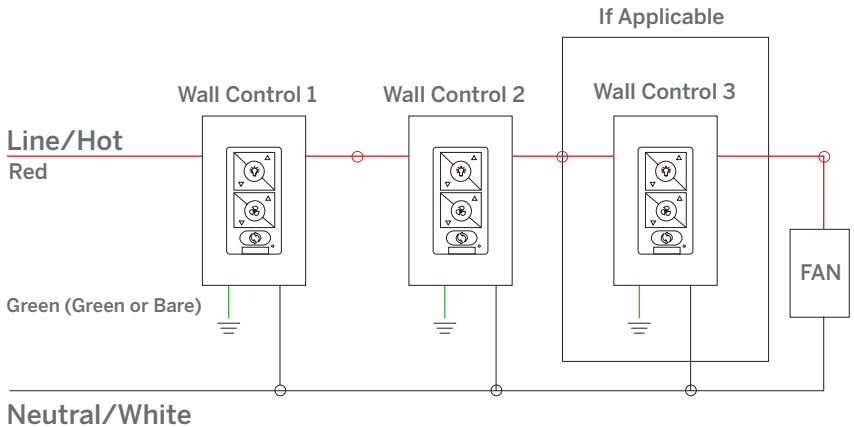 If Applicable
Wall Control 1
Wall Control 2
Wall Control 3
Line/Hot
Red
FAN
Green (Green or Bare)
Neutral/White